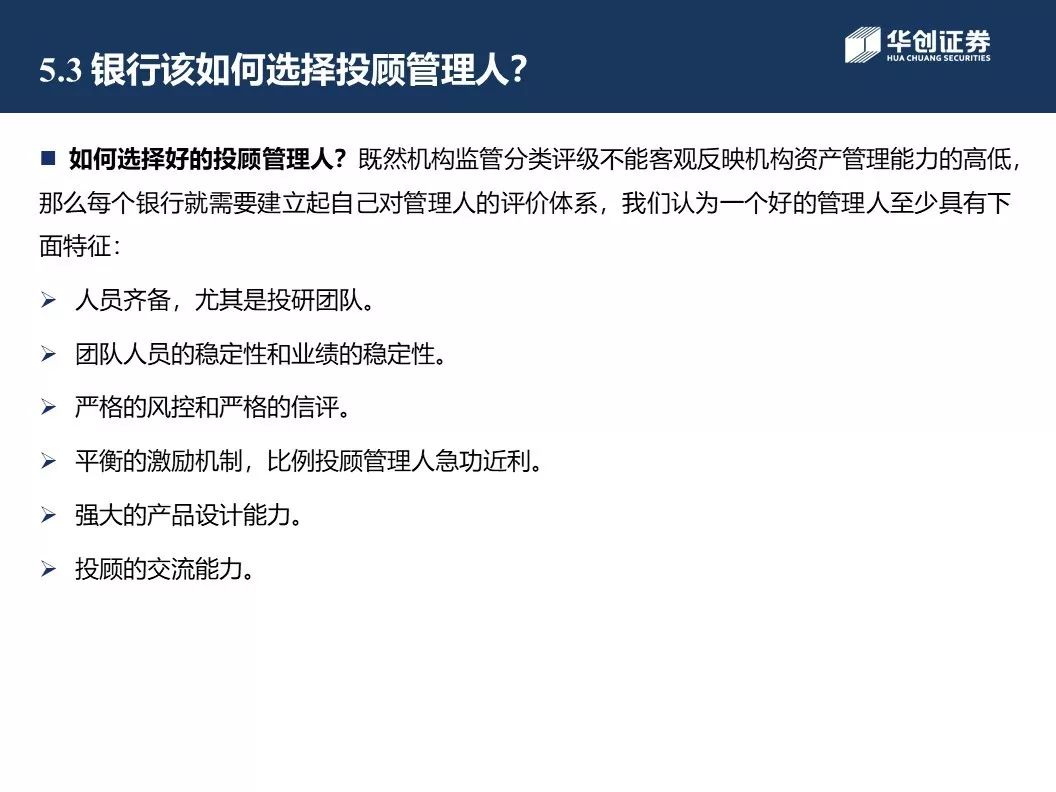 5.3 银行该如何选择投顾管理人？
华创证券
HUA CHUANG SECURITIES
■ 如何选择好的投顾管理人？既然机构监管分类评级不能客观反映机构资产管理能力的高低，
那么每个银行就需要建立起自己对管理人的评价体系，我们认为一个好的管理人至少具有下
面特征：
➢ 人员齐备，尤其是投研团队。
➢ 团队人员的稳定性和业绩的稳定性。
➢ 严格的风控和严格的信评。
➢ 平衡的激励机制，比例投顾管理人急功近利。
➢ 强大的产品设计能力。
➢ 投顾的交流能力。